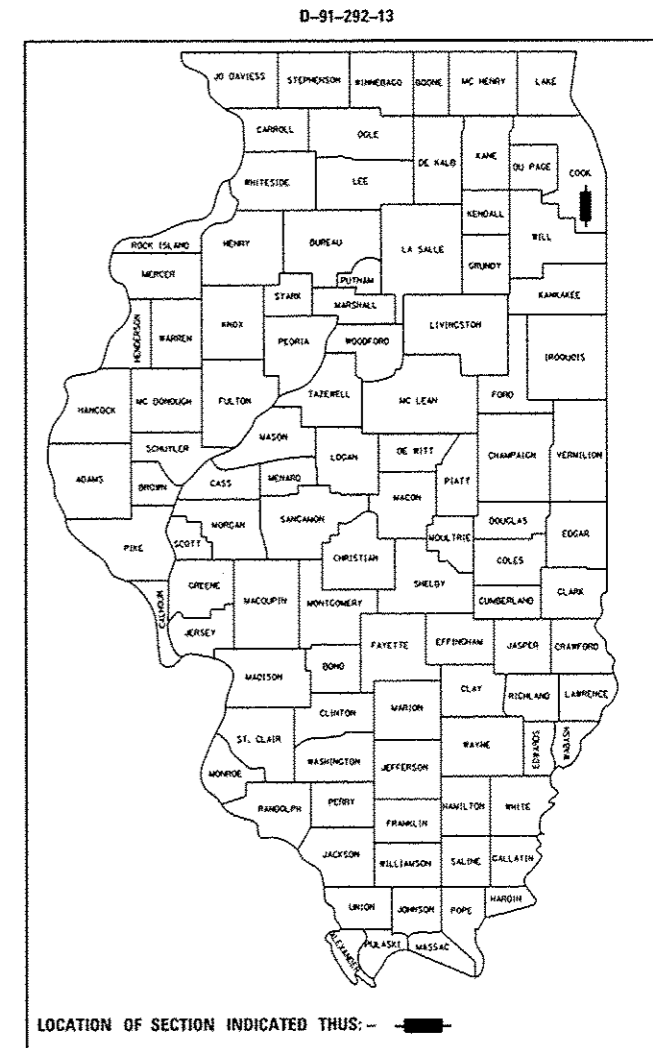 D-91-292-13
JO DAVIESS STEPHENSON WINNEBAGO BOONE MC HENRY LAKE
CARROLL OGLE KANE DU PAGE COOK
WHITESIDE LEE DE KALB
KENDALL
ROCK ISLAND HENRY BUREAU LA SALLE WILL
MERCER PUTNAM GRUNDY
STARK MARSHALL KANKAKEE
HENDERSON WARREN KNOX PEORIA WOODFORD LIVINGSTON IROQUOIS
HANCOCK MC DONOUGH FULTON TAZEWELL MC LEAN FORD
SCHUYLER MASON LOGAN DE WITT CHAMPAIGN VERMILION
ADAMS BROWN CASS MENARD MACON PIATT
PIKE SCOTT MORGAN SANGAMON CHRISTIAN MOULTRIE DOUGLAS EDGAR
COLES
CALHOUN GREENE MACOUPIN MONTGOMERY SHELBY CUMBERLAND CLARK
JERSEY FAYETTE EFFINGHAM JASPER CRAWFORD
MADISON BOND CLAY RICHLAND LAWRENCE
CLINTON MARION
ST. CLAIR WAYNE EDWARDS WABASH
MONROE WASHINGTON JEFFERSON
RANDOLPH PERRY HAMILTON WHITE
FRANKLIN
JACKSON WILLIAMSON SALINE GALLATIN
UNION JOHNSON POPE HARDIN
ALEXANDER PULASKI MASSAC
LOCATION OF SECTION INDICATED THUS: -